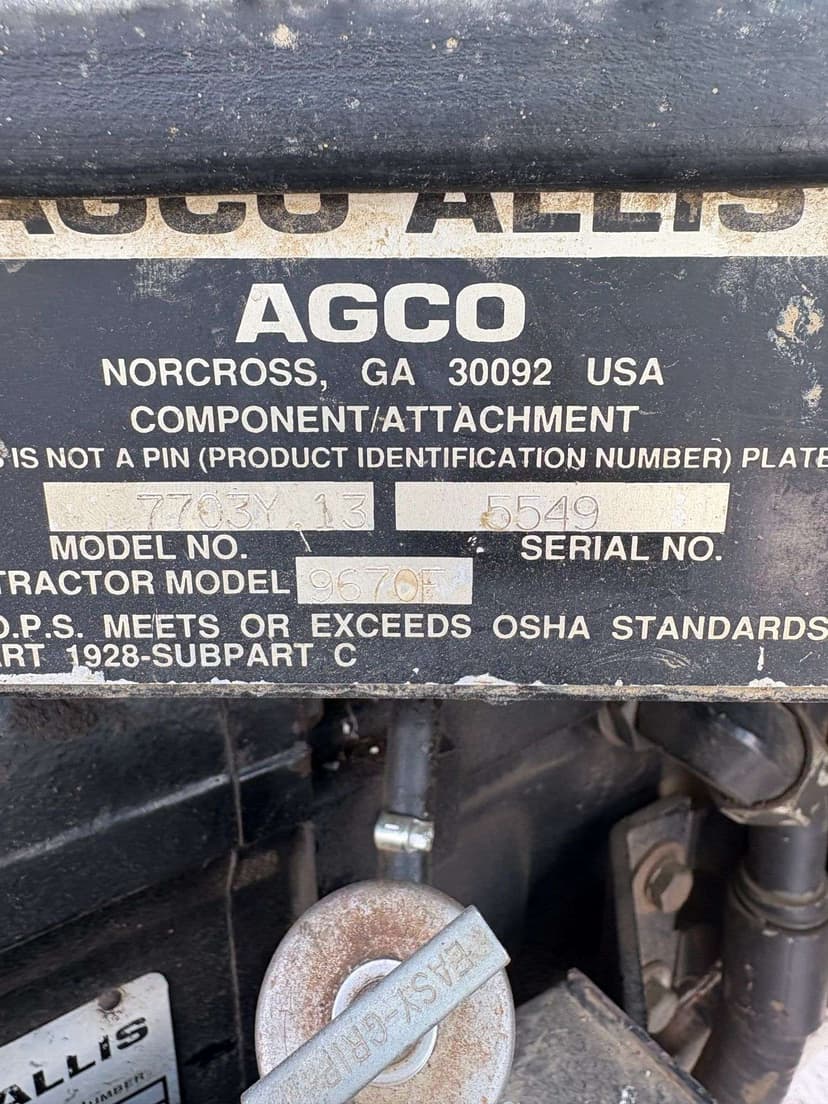 AGCO ALLIS
AGCO
NORCROSS, GA 30092 USA
COMPONENT/ATTACHMENT
IS NOT A PIN (PRODUCT IDENTIFICATION NUMBER) PLATE
7703Y.13 5549
MODEL NO. SERIAL NO.
TRACTOR MODEL 9670F
O.P.S. MEETS OR EXCEEDS OSHA STANDARDS
ART 1928-SUBPART C
EASY-GRIP
ALLIS
NUMBER